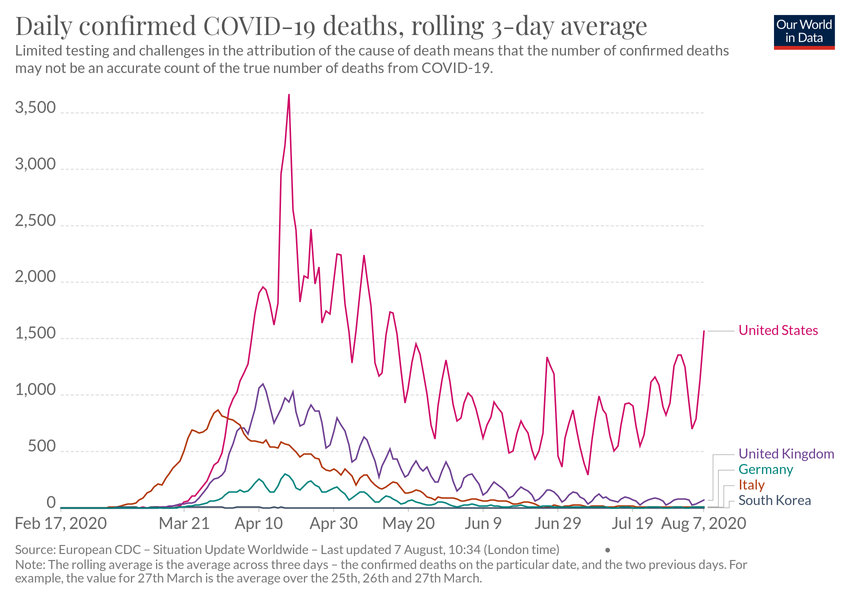 Daily confirmed COVID-19 deaths, rolling 3-day average
Our World
in Data
Limited testing and challenges in the attribution of the cause of death means that the number of confirmed deaths
may not be an accurate count of the true number of deaths from COVID-19.
3,500
3,000
2,500
2,000
1,500
1,000
500
0
United States
United Kingdom
Germany
Italy
South Korea
Feb 17, 2020
Mar 21
Apr 10
Apr 30
May 20
Jun 9
Jun 29
Jul 19
Aug 7, 2020
Source: European CDC – Situation Update Worldwide – Last updated 7 August, 10:34 (London time)
Note: The rolling average is the average across three days – the confirmed deaths on the particular date, and the two previous days. For
example, the value for 27th March is the average over the 25th, 26th and 27th March.